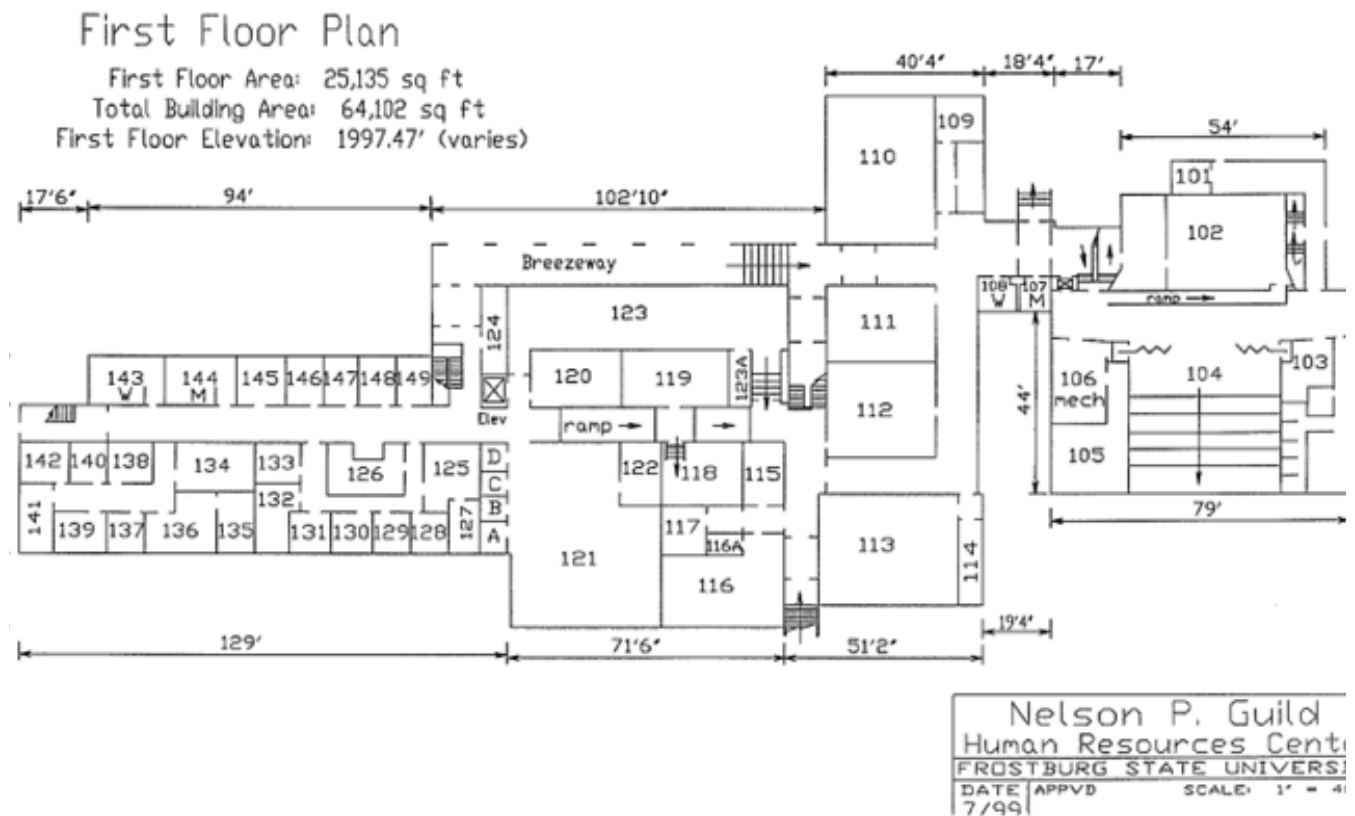 First Floor Plan
First Floor Area: 25,135 sq ft
Total Building Area: 64,102 sq ft
First Floor Elevation: 1997.47' (varies)
40'4" 18'4" 17'
54'
17'6" 94' 102'10"
109
110
101
102
Breezeway
108 W 107 M
ramp
123
124
111
120 119 123A
143 W 144 M 145 146 147 148 149
106 mech
104
103
112
44'
Elev
ramp
142 140 138 134 133 126 125 D
C
B
A
122 118 115
105
141 139 137 136 135 132 131 130 129 128 127
117
116A
121
116
113
114
79'
19'4"
129' 71'6" 51'2"
Nelson P. Guild
Human Resources Cent
FROSTBURG STATE UNIVERSI
DATE APPVD SCALE: 1" = 4
7/99